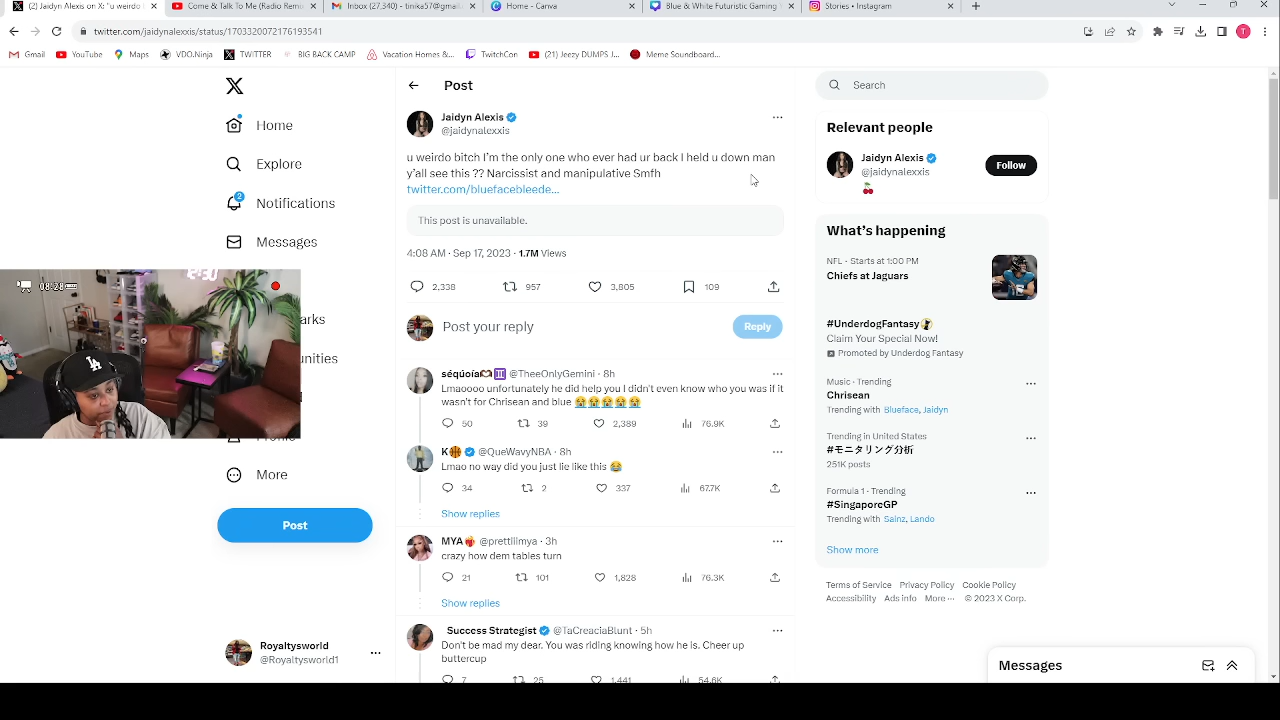 Jaidyn Alexis on X: "u weirdo b
Come & Talk To Me (Radio Remo
Inbox (27,340) - tinika57@gmail.
Home - Canva
Blue & White Futuristic Gaming
Stories • Instagram
twitter.com/jaidynalexxis/status/1703320072176193541
T
Gmail
YouTube
Maps
VDO.Ninja
TWITTER
BIG BACK CAMP
Vacation Homes &...
TwitchCon
(21) Jeezy DUMPS J...
Meme Soundboard...
Home
Explore
2
Notifications
Messages
More
Post
Royaltysworld
@Royaltysworld1
Post
Jaidyn Alexis
@jaidynalexxis
u weirdo bitch I'm the only one who ever had ur back I held u down man
y'all see this ?? Narcissist and manipulative Smfh
twitter.com/bluefacebleede...
This post is unavailable.
4:08 AM · Sep 17, 2023 · 1.7M Views
2,338 957 3,805 109
Post your reply
Reply
séqúoía🫶♊ @TheeOnlyGemini · 8h
Lmaoooo unfortunately he did help you I didn't even know who you was if it
wasn't for Chrisean and blue 😭😭😭😭😭
50 39 2,389 76.9K
K🏀 @QueWavyNBA · 8h
Lmao no way did you just lie like this 😂
34 2 337 67.7K
Show replies
MYA❤️‍🔥 @prettilllmya · 3h
crazy how dem tables turn
21 101 1,828 76.3K
Show replies
Success Strategist @TaCreaciaBlunt · 5h
Don't be mad my dear. You was riding knowing how he is. Cheer up
buttercup
7 25 1,441 54.6K
Search
Relevant people
Jaidyn Alexis
@jaidynalexxis
Follow
🍒
What's happening
NFL · Starts at 1:00 PM
Chiefs at Jaguars
#UnderdogFantasy
Claim Your Special Now!
Promoted by Underdog Fantasy
Music · Trending
Chrisean
Trending with Blueface, Jaidyn
Trending in United States
#モニタリング分析
251K posts
Formula 1 · Trending
#SingaporeGP
Trending with Sainz, Lando
Show more
Terms of Service Privacy Policy Cookie Policy
Accessibility Ads info More ··· © 2023 X Corp.
Messages
LA